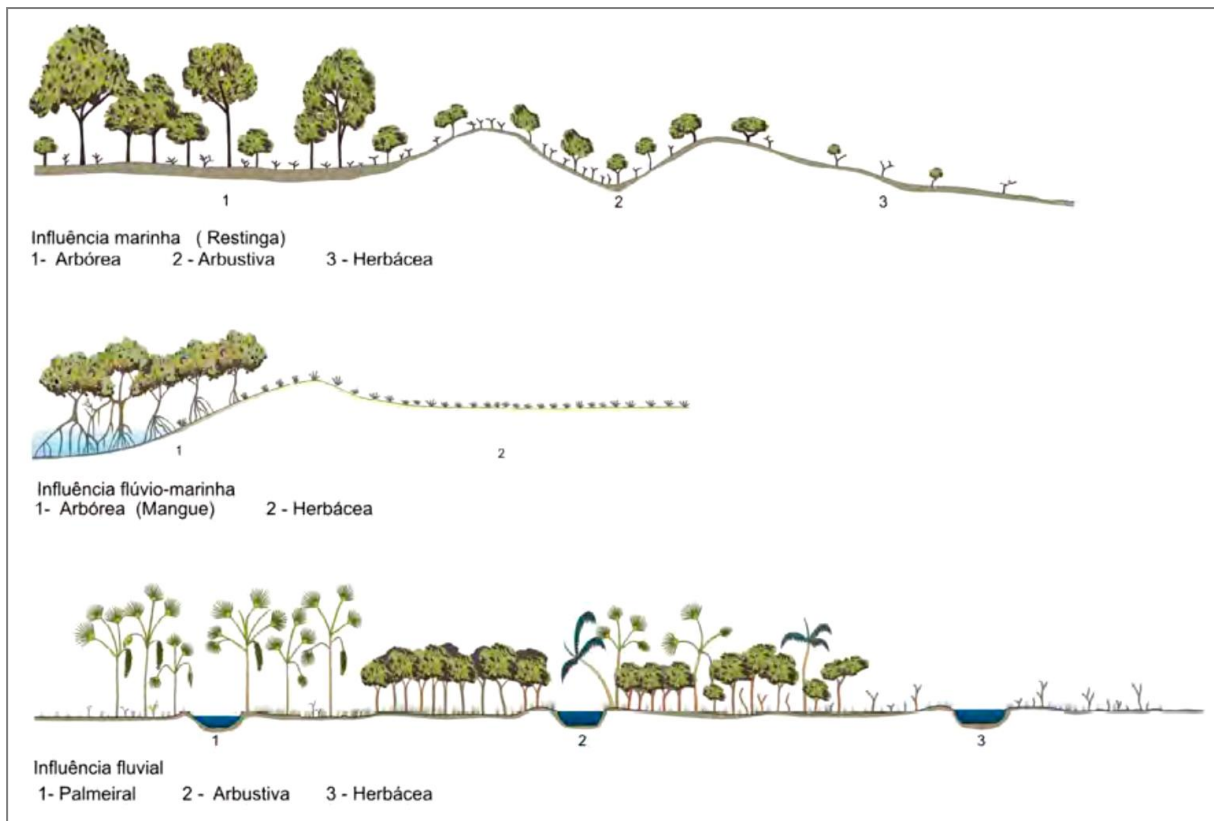 1 2 3
Influência marinha ( Restinga)
1- Arbórea 2 - Arbustiva 3 - Herbácea
1 2
Influência flúvio-marinha
1- Arbórea (Mangue) 2 - Herbácea
1 2 3
Influência fluvial
1- Palmeiral 2 - Arbustiva 3 - Herbácea